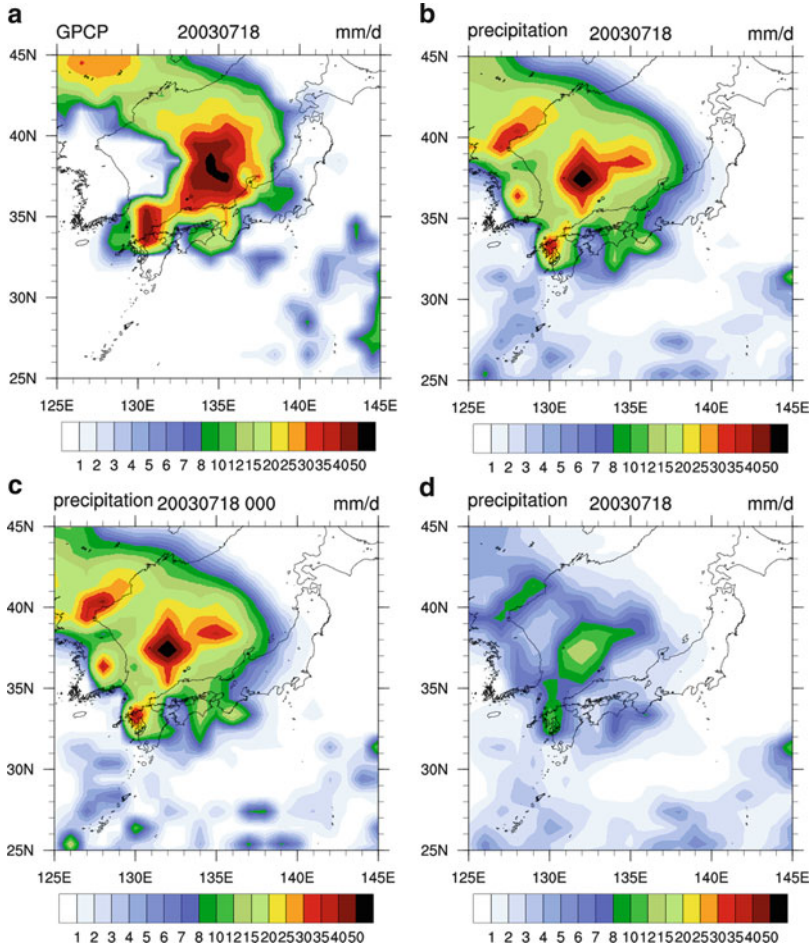 a
GPCP 20030718 mm/d
45N
40N
35N
30N
25N
125E 130E 135E 140E 145E
1 2 3 4 5 6 7 8 10 12 15 20 25 30 35 40 50
b
precipitation 20030718 mm/d
45N
40N
35N
30N
25N
125E 130E 135E 140E 145E
1 2 3 4 5 6 7 8 10 12 15 20 25 30 35 40 50
c
precipitation 20030718 000 mm/d
45N
40N
35N
30N
25N
125E 130E 135E 140E 145E
1 2 3 4 5 6 7 8 10 12 15 20 25 30 35 40 50
d
precipitation 20030718 mm/d
45N
40N
35N
30N
25N
125E 130E 135E 140E 145E
1 2 3 4 5 6 7 8 10 12 15 20 25 30 35 40 50